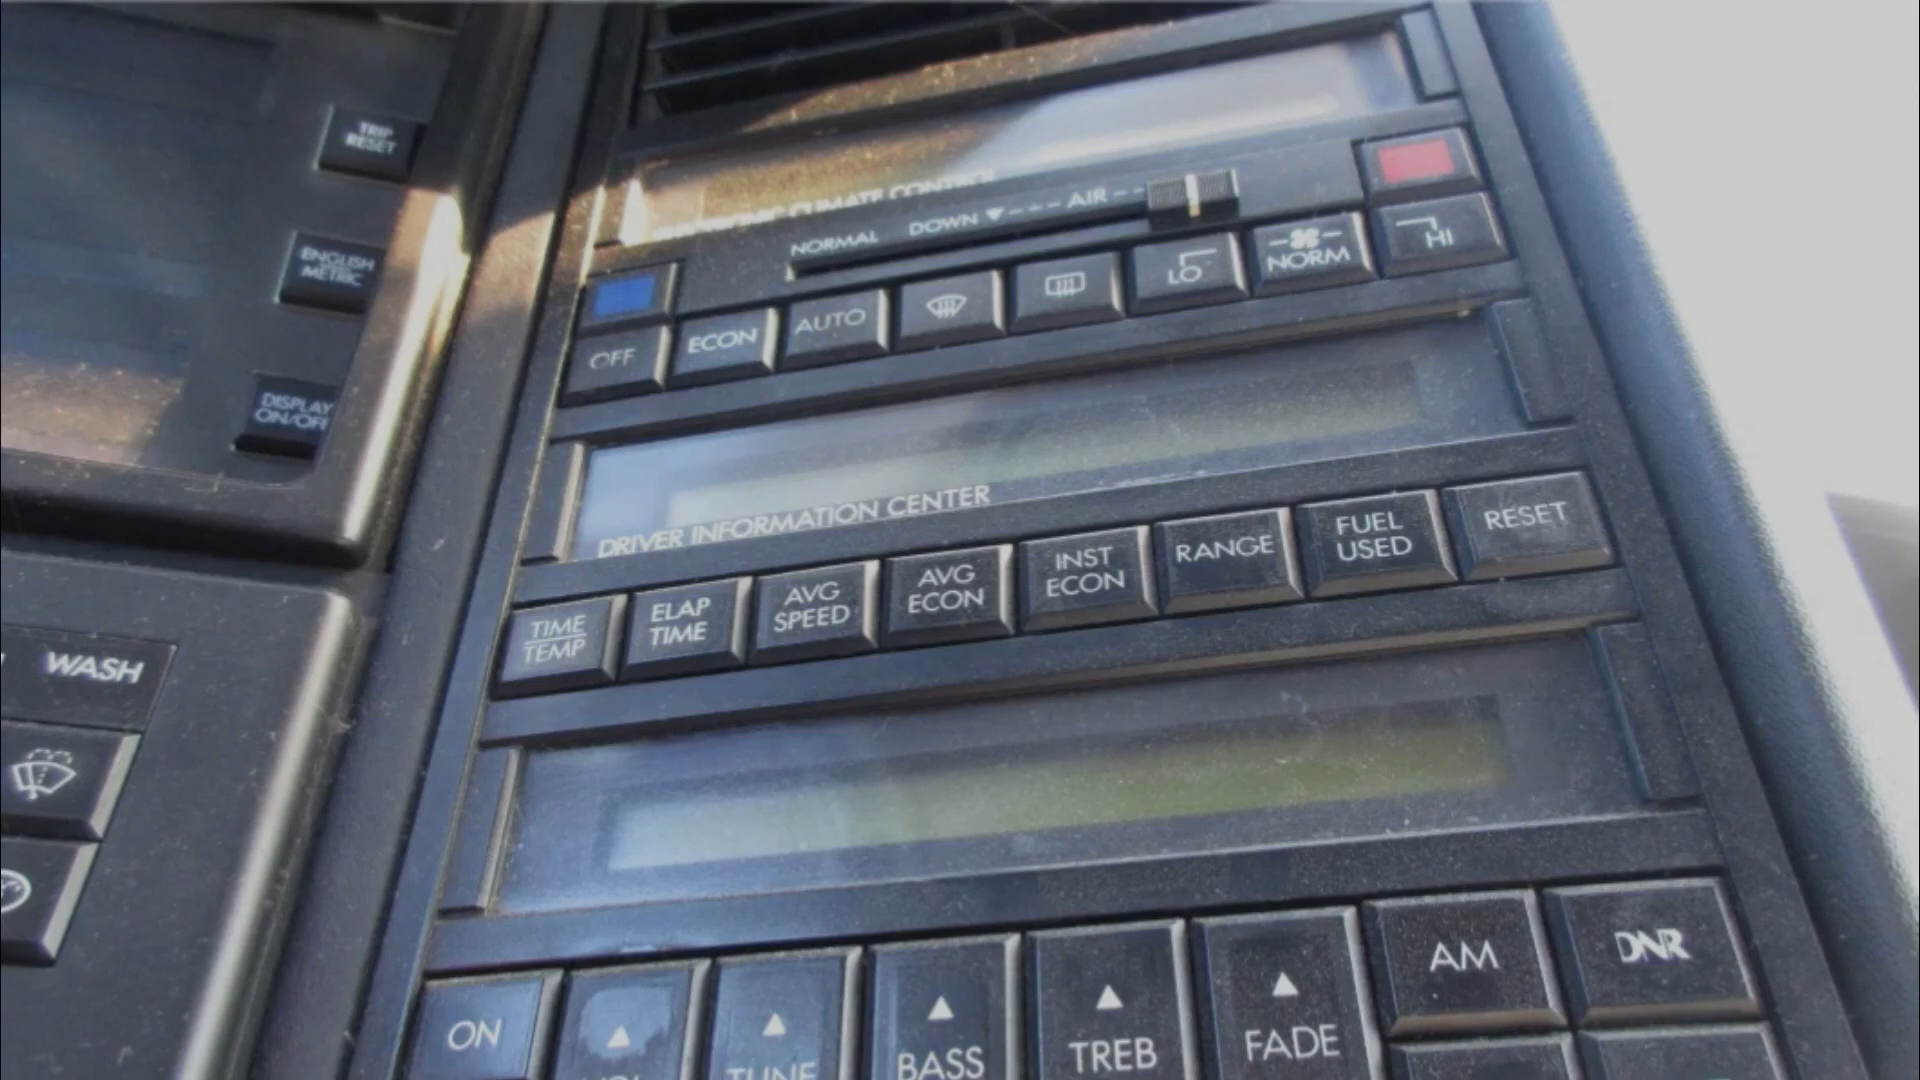 TRIP
RESET
ENGLISH
METRIC
DISPLAY
ON/OFF
WASH
ELECTRONIC CLIMATE CONTROL
NORMAL DOWN AIR
OFF
ECON
AUTO
LO
NORM
HI
DRIVER INFORMATION CENTER
TIME
TEMP
ELAP
TIME
AVG
SPEED
AVG
ECON
INST
ECON
RANGE
FUEL
USED
RESET
ON
VOL
TUNE
BASS
TREB
FADE
AM
DNR